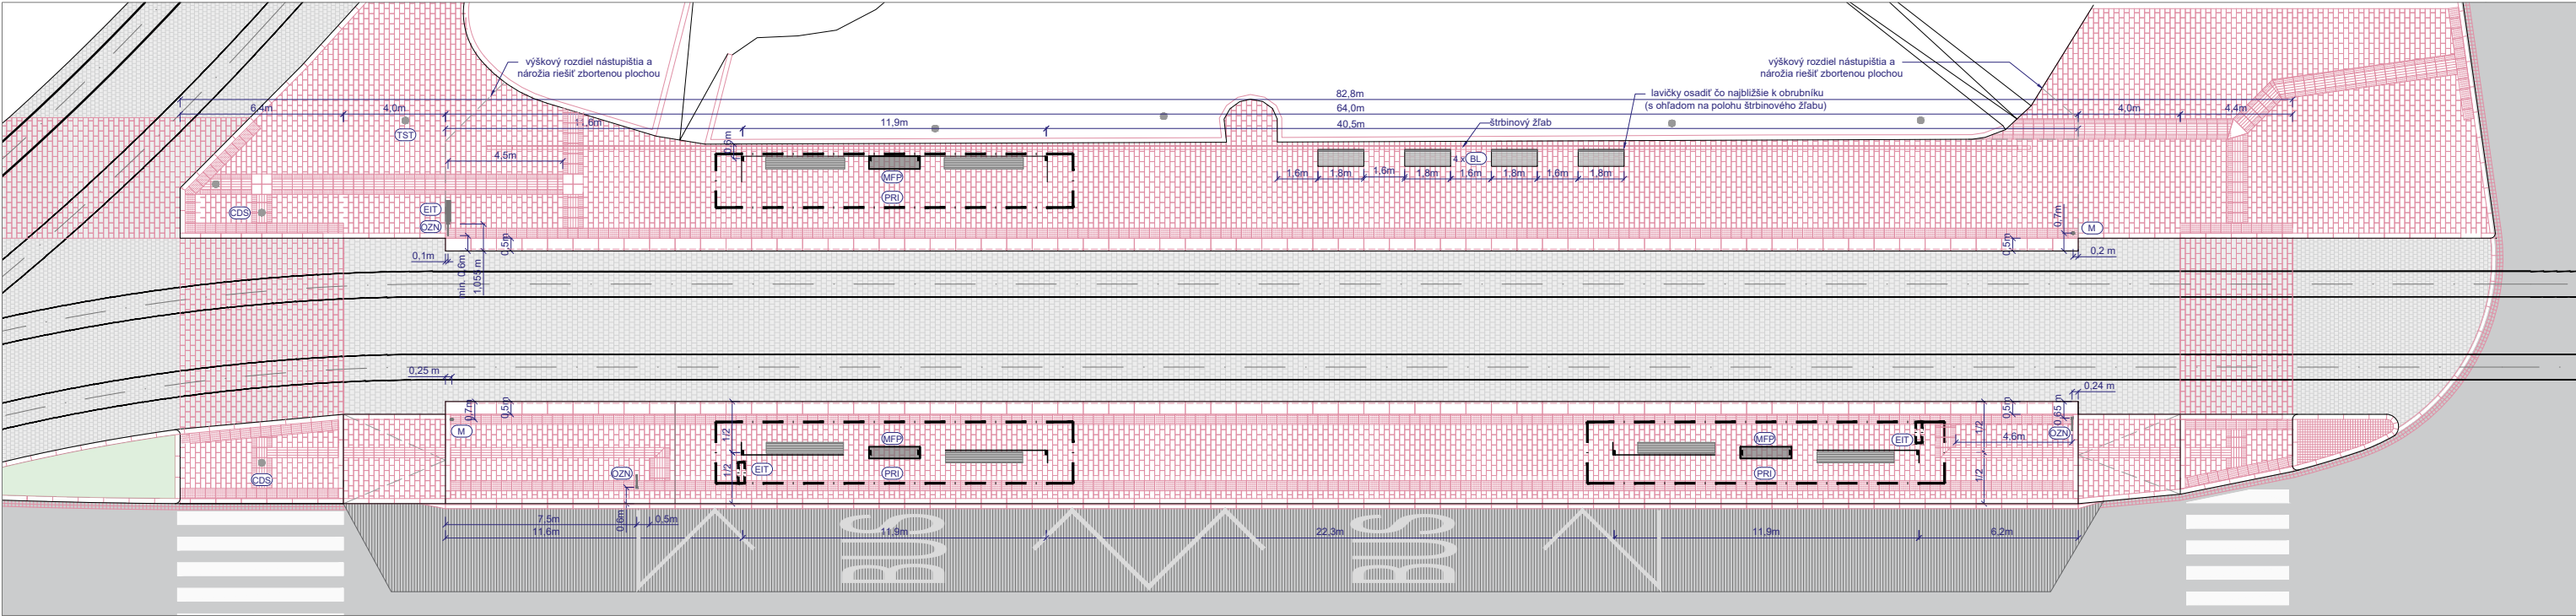 výškový rozdiel nástupištia a
nárožia riešiť zbortenou plochou
výškový rozdiel nástupištia a
nárožia riešiť zbortenou plochou
82,8m
lavičky osadiť čo najbližšie k obrubníku
(s ohľadom na polohu štrbinového žľabu)
6,4m
4,0m
64,0m
4,0m
4,4m
11,6m
11,9m
40,5m
štrbinový žľab
TST
0,6m
4,5m
4 x BL
MFP
1,6m
1,8m
1,6m
1,8m
1,6m
1,8m
1,6m
1,8m
PRI
CDS
EIT
OZN
0,7m
M
0,5m
0,5m
0,1m
min. 0,6m
1,055 m
0,2 m
0,25 m
0,24 m
0,7m
0,5m
0,5m
0,65 m
M
1/2
MFP
MFP
EIT
1/2
OZN
4,6m
1/2
EIT
PRI
OZN
PRI
1/2
CDS
0,6m
7,5m
0,5m
11,6m
11,9m
22,3m
11,9m
6,2m
BUS
BUS